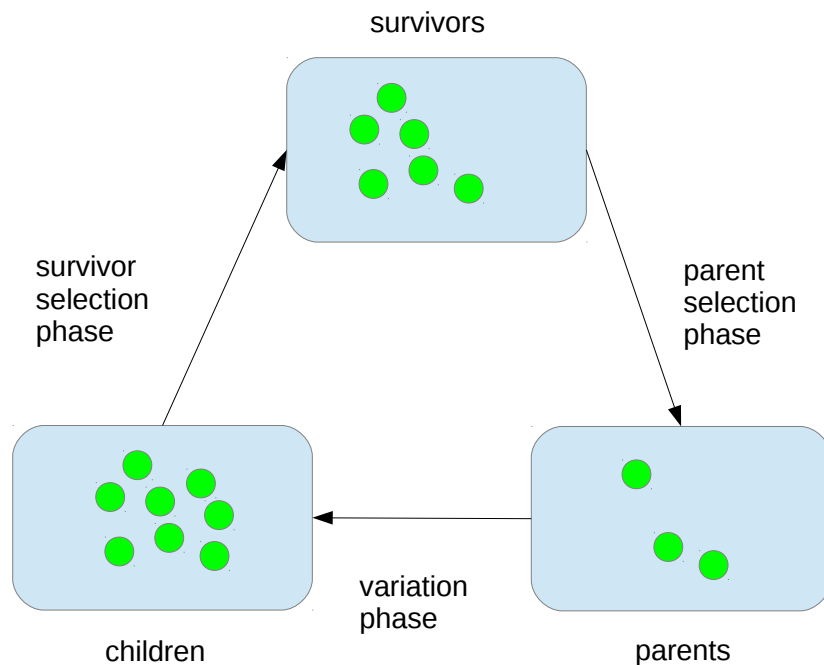 survivors
survivor
selection
phase
parent
selection
phase
variation
phase
children
parents